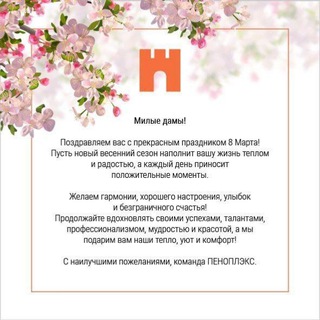 Милые дамы!
Поздравляем вас с прекрасным праздником 8 Марта!
Пусть новый весенний сезон наполнит вашу жизнь теплом
и радостью, а каждый день приносит
положительные моменты.
Желаем гармонии, хорошего настроения, улыбок
и безграничного счастья!
Продолжайте вдохновлять своими успехами, талантами,
профессионализмом, мудростью и красотой, а мы
подарим вам наши тепло, уют и комфорт!
С наилучшими пожеланиями, команда ПЕНОПЛЭКС.